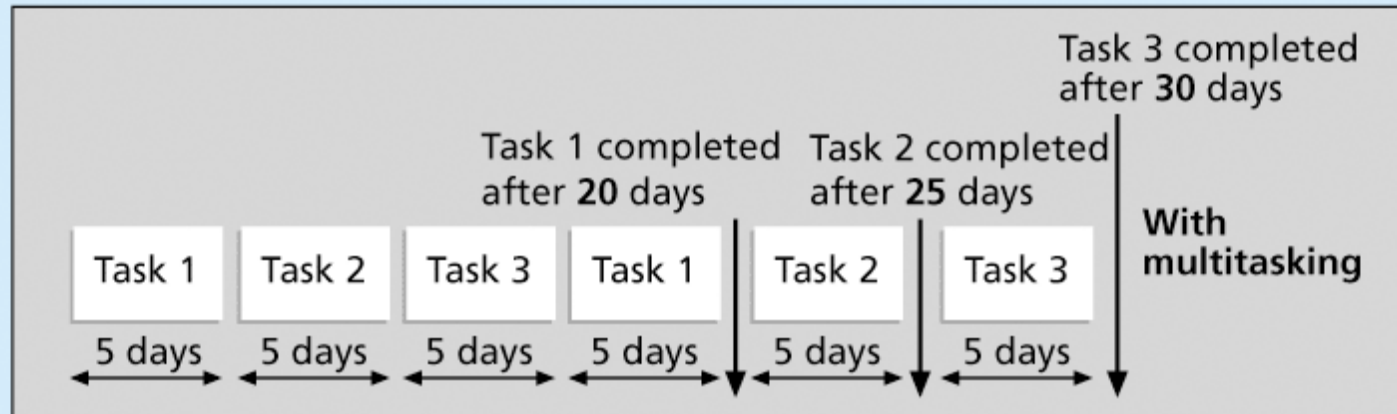 Task 3 completed
after 30 days
Task 1 completed
after 20 days
Task 2 completed
after 25 days
With
multitasking
Task 1
Task 2
Task 3
Task 1
Task 2
Task 3
5 days
5 days
5 days
5 days
5 days
5 days